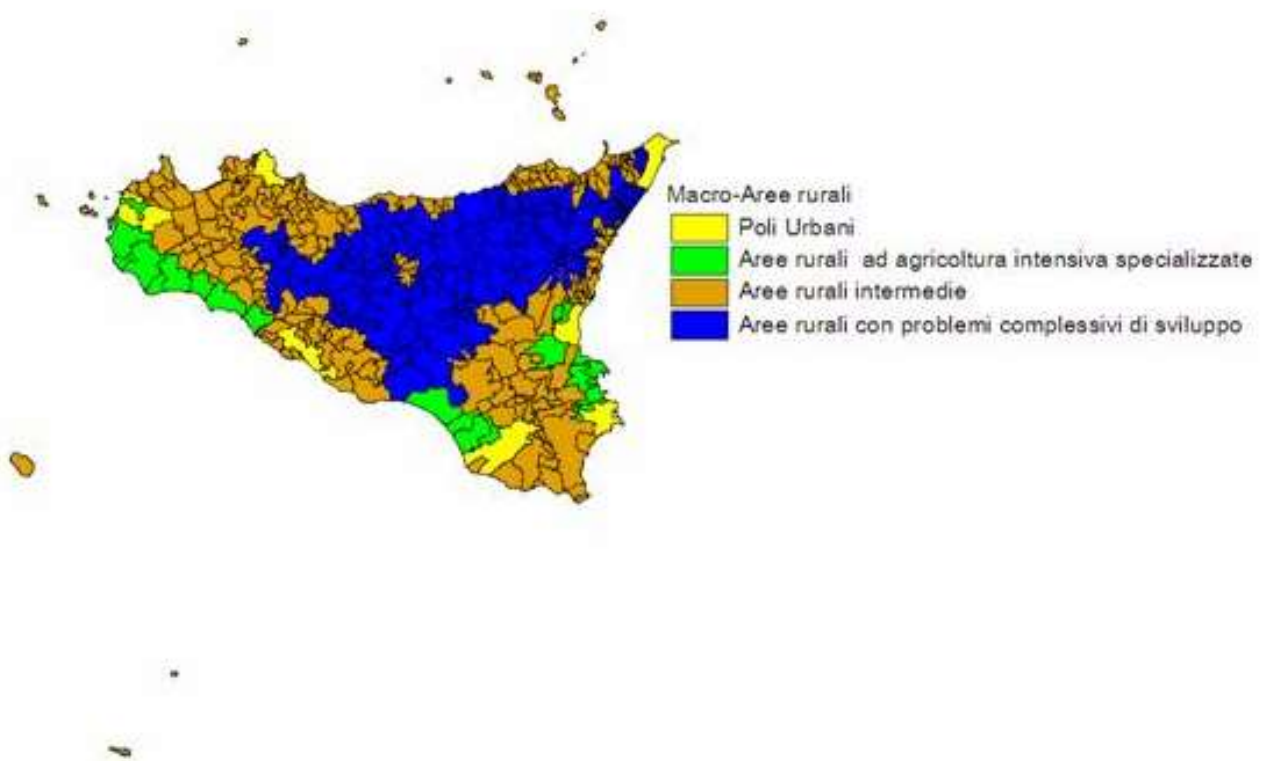 Macro-Aree rurali
Poli Urbani
Aree rurali ad agricoltura intensiva specializzate
Aree rurali intermedie
Aree rurali con problemi complessivi di sviluppo